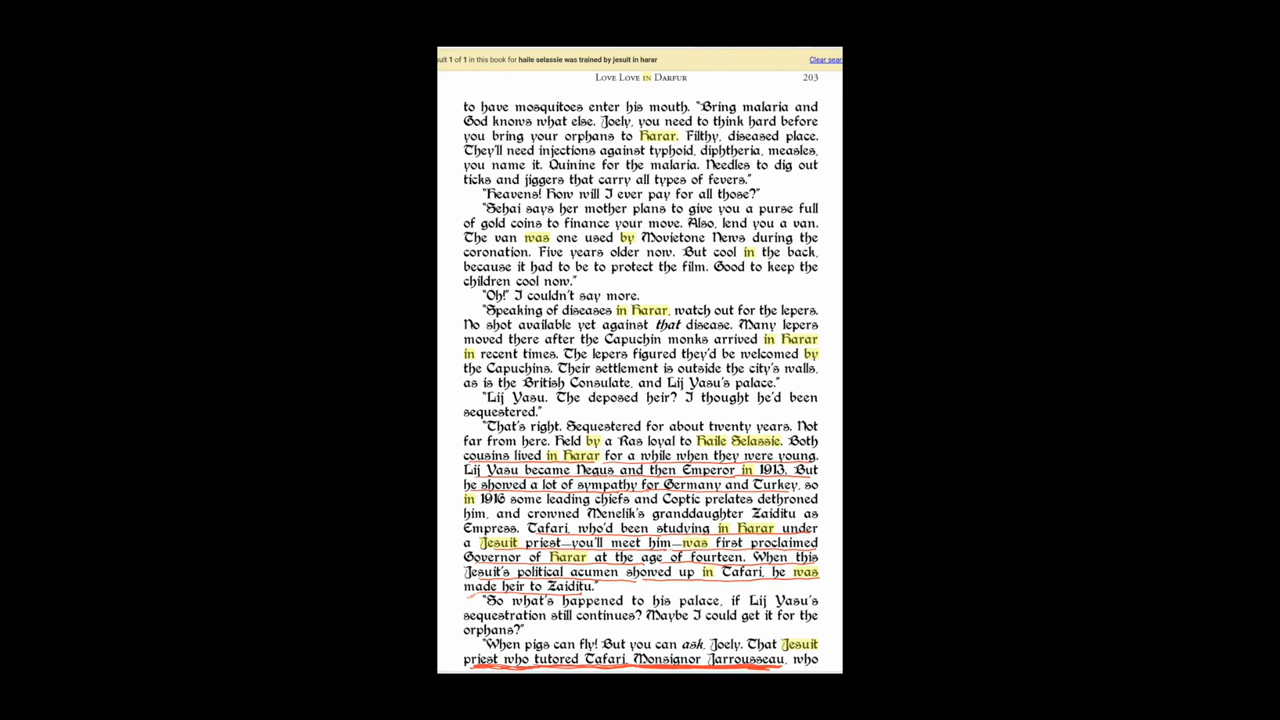 ult 1 of 1 in this book for haile selassie was trained by jesuit in harar
Clear sear
Love Love in Darfur
203
to have mosquitoes enter his mouth. "Bring malaria and
God knows what else. Joely, you need to think hard before
you bring your orphans to Harar. Filthy, diseased place.
They'll need injections against typhoid, diphtheria, measles,
you name it. Quinine for the malaria. Needles to dig out
ticks and jiggers that carry all types of fevers."
"Heavens! How will I ever pay for all those?"
"Sehai says her mother plans to give you a purse full
of gold coins to finance your move. Also, lend you a van.
The van was one used by Movietone News during the
coronation. Five years older now. But cool in the back,
because it had to be to protect the film. Good to keep the
children cool now."
"Oh!" I couldn't say more.
"Speaking of diseases in Harar, watch out for the lepers.
No shot available yet against that disease. Many lepers
moved there after the Capuchin monks arrived in Harar
in recent times. The lepers figured they'd be welcomed by
the Capuchins. Their settlement is outside the city's walls,
as is the British Consulate, and Lij Yasu's palace."
"Lij Yasu. The deposed heir? I thought he'd been
sequestered."
"That's right. Sequestered for about twenty years. Not
far from here. Held by a Ras loyal to Haile Selassie. Both
cousins lived in Harar for a while when they were young.
Lij Yasu became Negus and then Emperor in 1913. But
he showed a lot of sympathy for Germany and Turkey, so
in 1916 some leading chiefs and Coptic prelates dethroned
him, and crowned Menelik's granddaughter Zaiditu as
Empress. Tafari, who'd been studying in Harar under
a Jesuit priest—you'll meet him—was first proclaimed
Governor of Harar at the age of fourteen. When this
Jesuit's political acumen showed up in Tafari, he was
made heir to Zaiditu."
"So what's happened to his palace, if Lij Yasu's
sequestration still continues? Maybe I could get it for the
orphans?"
"When pigs can fly! But you can ask, Joely. That Jesuit
priest who tutored Tafari, Monsignor Jarrousseau, who